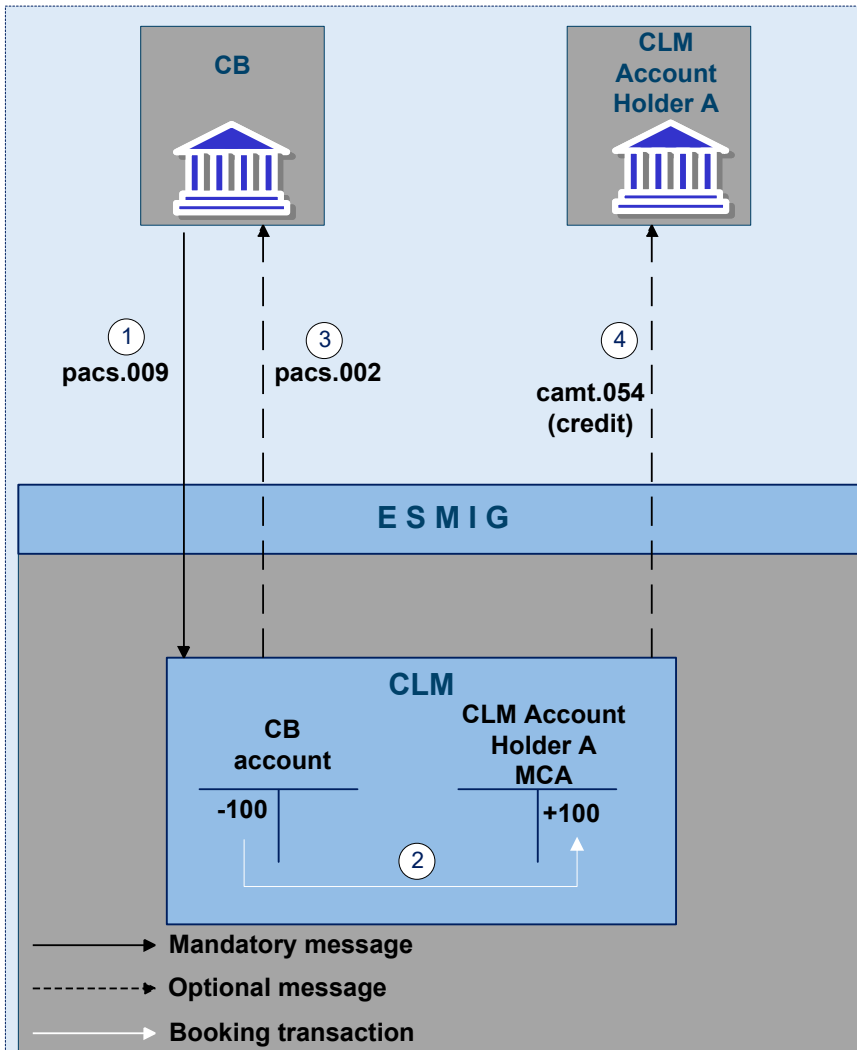 CB
CLM
Account
Holder A
1
pacs.009
3
pacs.002
4
camt.054
(credit)
E S M I G
CLM
CB
account
CLM Account
Holder A
MCA
-100
+100
2
Mandatory message
Optional message
Booking transaction